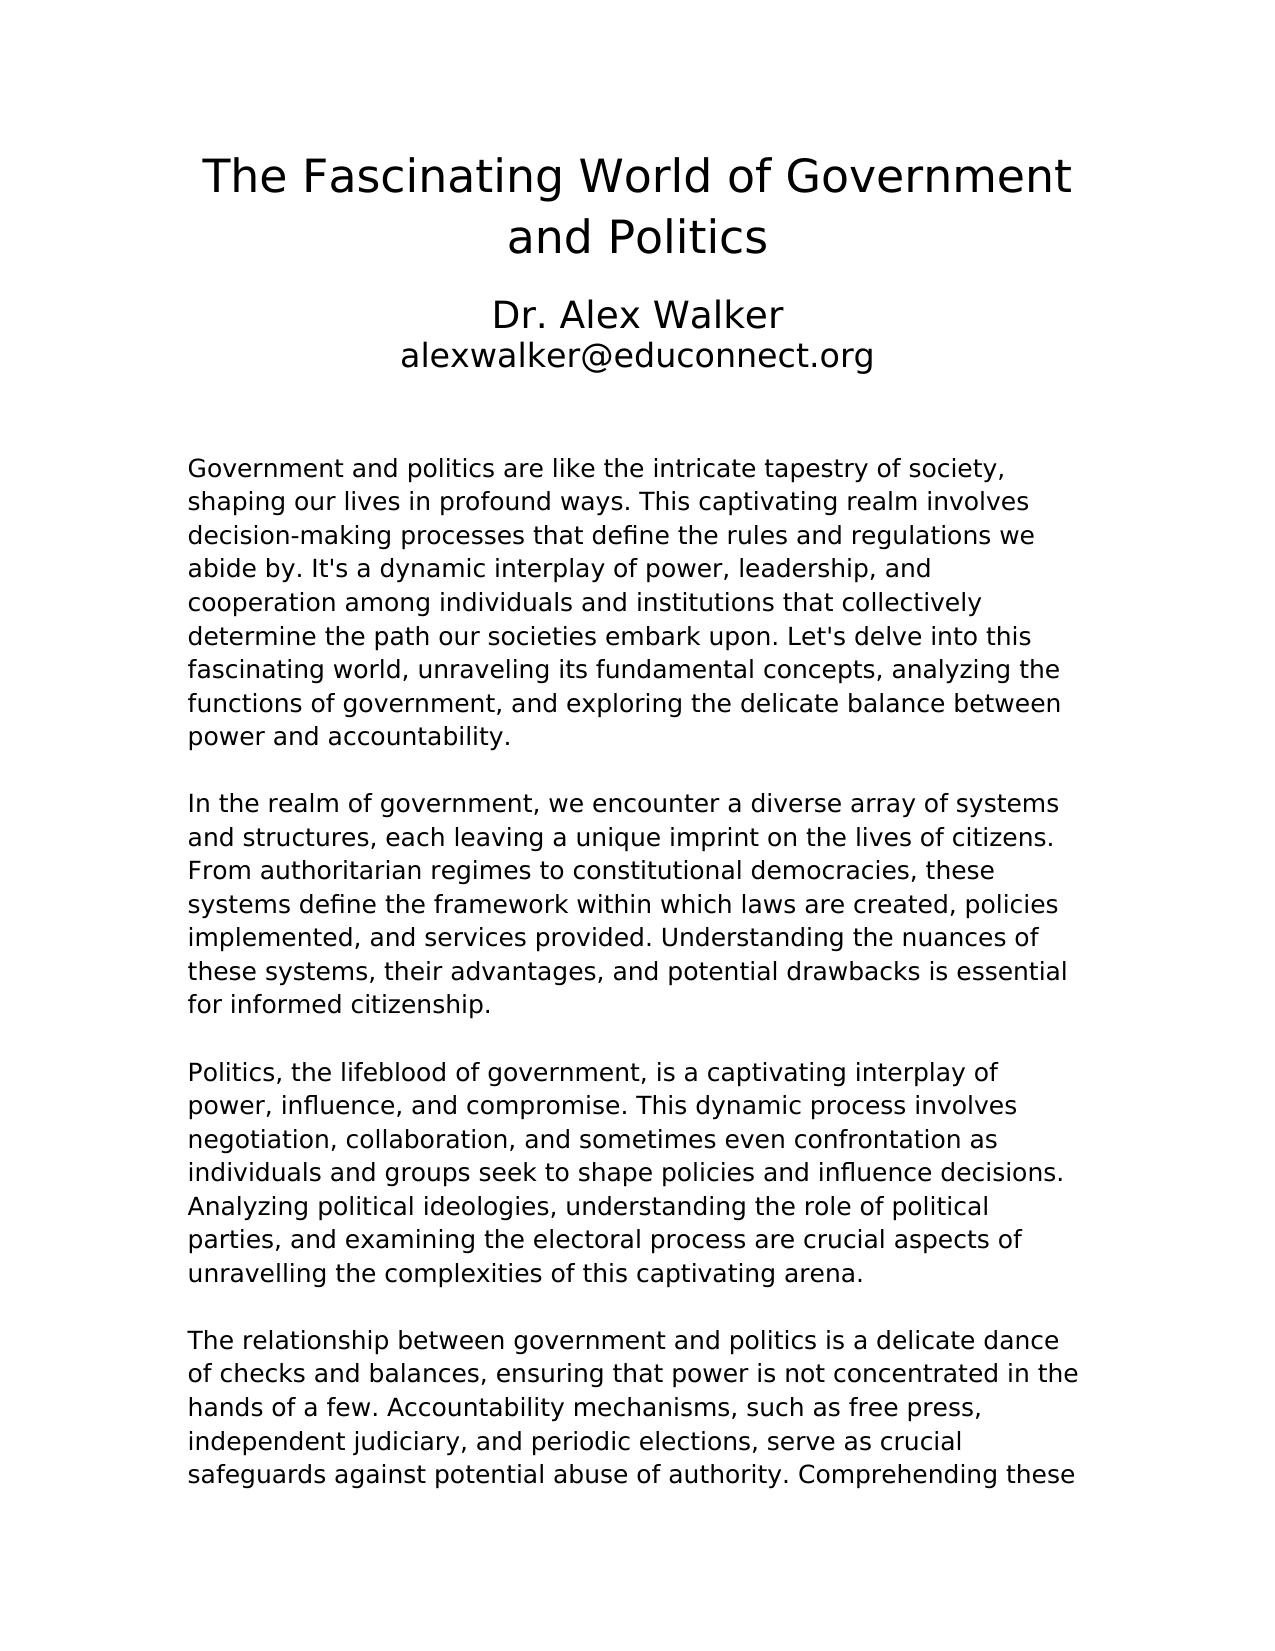 The Fascinating World of Government
and Politics
Dr. Alex Walker
alexwalker@educonnect.org
Government and politics are like the intricate tapestry of society,
shaping our lives in profound ways. This captivating realm involves
decision-making processes that define the rules and regulations we
abide by. It's a dynamic interplay of power, leadership, and
cooperation among individuals and institutions that collectively
determine the path our societies embark upon. Let's delve into this
fascinating world, unraveling its fundamental concepts, analyzing the
functions of government, and exploring the delicate balance between
power and accountability.
In the realm of government, we encounter a diverse array of systems
and structures, each leaving a unique imprint on the lives of citizens.
From authoritarian regimes to constitutional democracies, these
systems define the framework within which laws are created, policies
implemented, and services provided. Understanding the nuances of
these systems, their advantages, and potential drawbacks is essential
for informed citizenship.
Politics, the lifeblood of government, is a captivating interplay of
power, influence, and compromise. This dynamic process involves
negotiation, collaboration, and sometimes even confrontation as
individuals and groups seek to shape policies and influence decisions.
Analyzing political ideologies, understanding the role of political
parties, and examining the electoral process are crucial aspects of
unravelling the complexities of this captivating arena.
The relationship between government and politics is a delicate dance
of checks and balances, ensuring that power is not concentrated in the
hands of a few. Accountability mechanisms, such as free press,
independent judiciary, and periodic elections, serve as crucial
safeguards against potential abuse of authority. Comprehending these